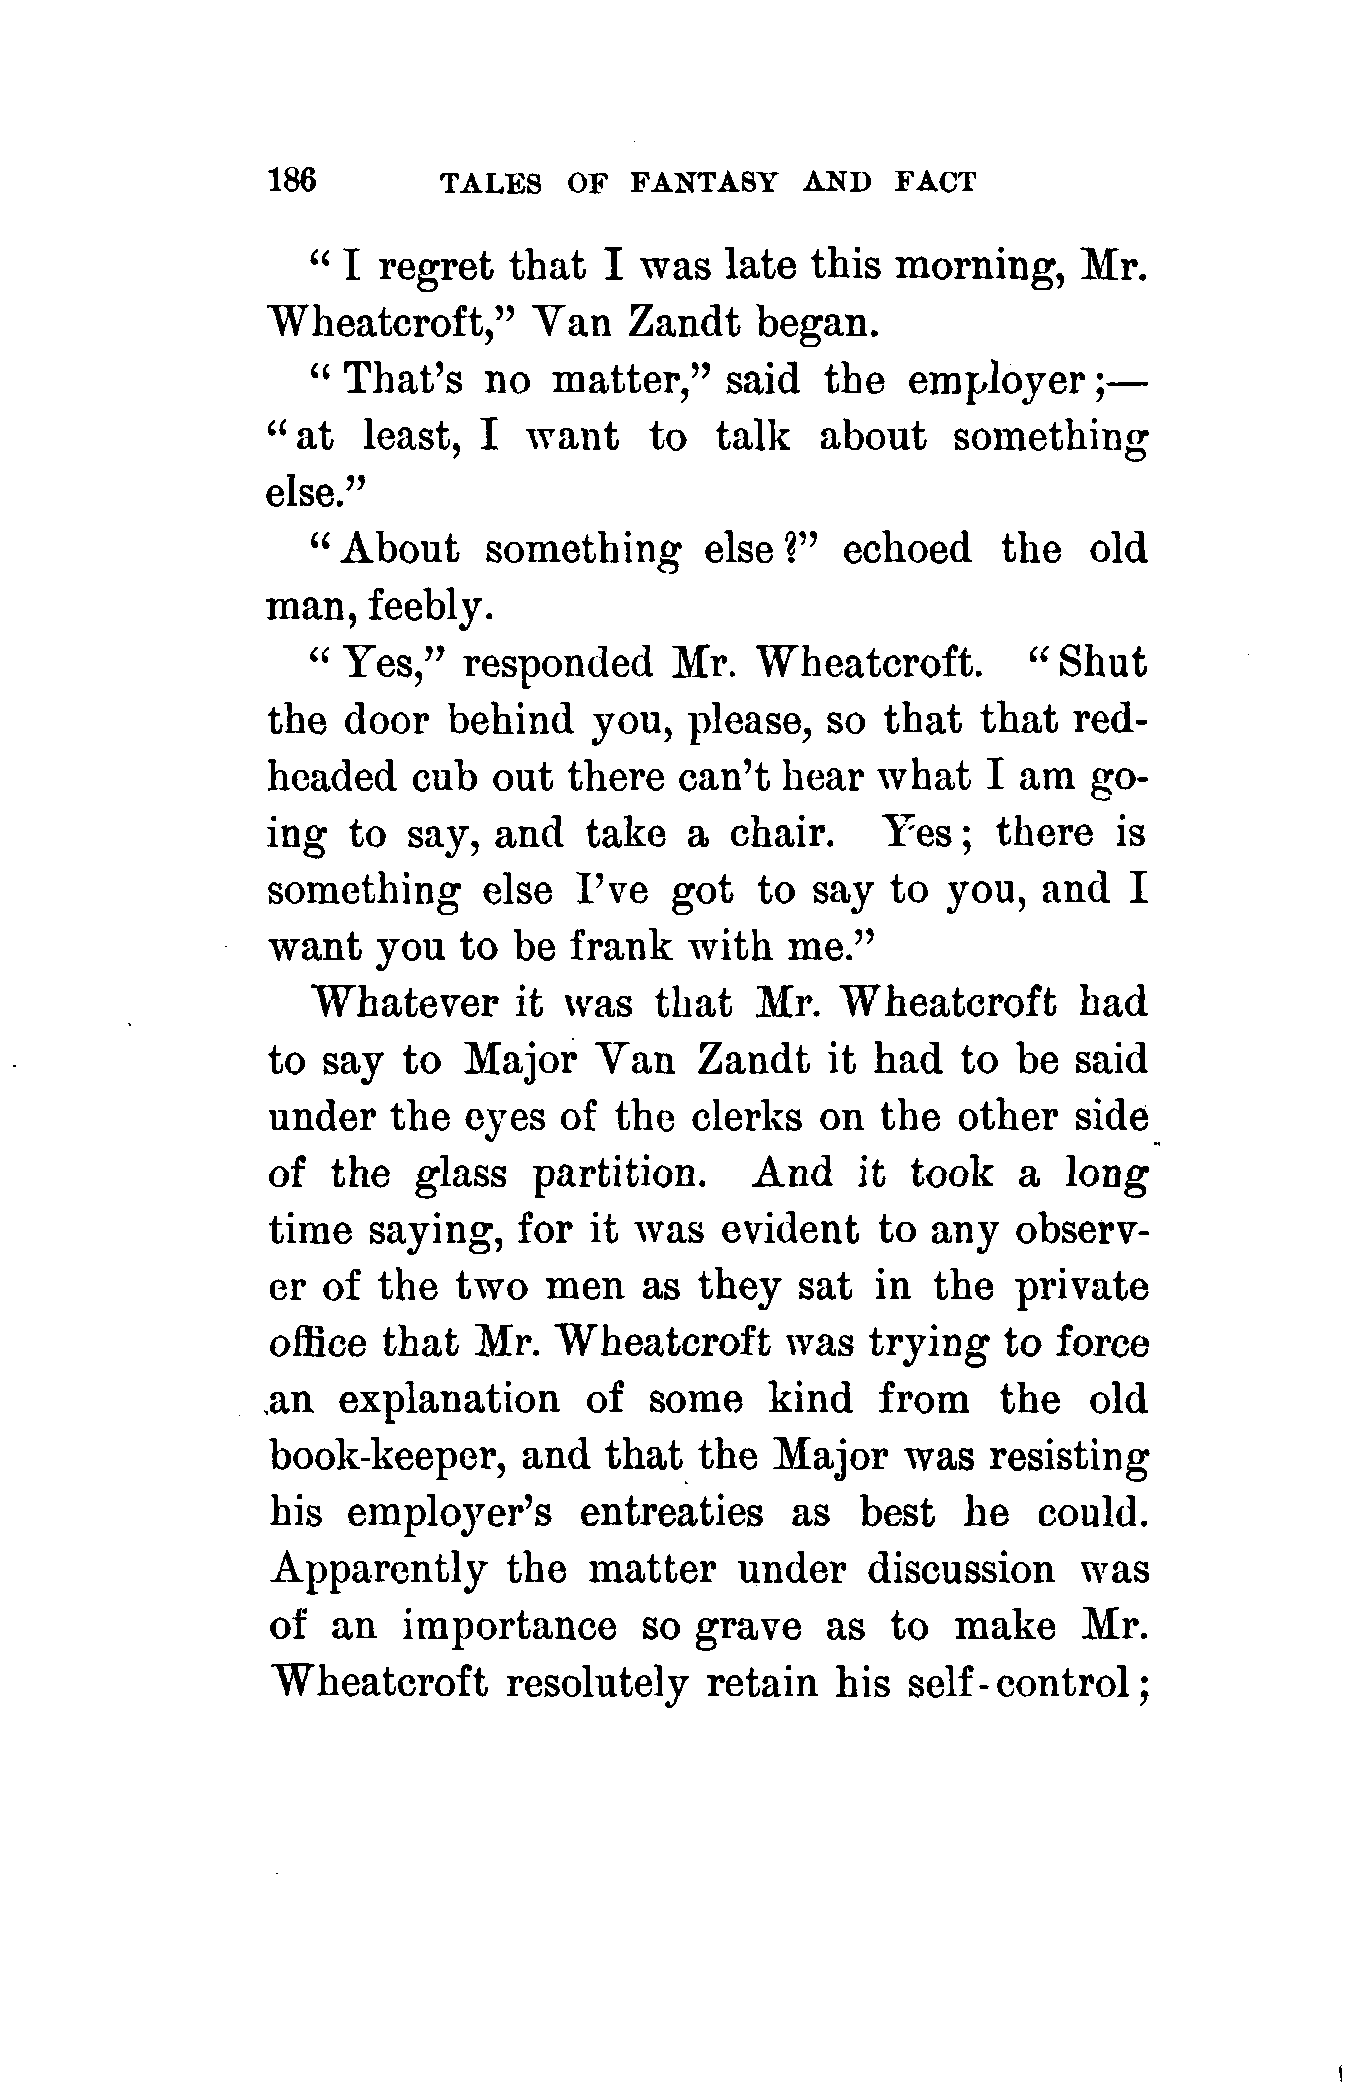 186 TALES OF FANTASY AND FACT
“ I regret that I was late this morning, Mr.
Wheatcroft,” Van Zandt began.
“ That’s no matter,” said the employer ;—
“ at least, I want to talk about something
else.”
“ About something else ?” echoed the old
man, feebly.
“ Yes,” responded Mr. Wheatcroft. “ Shut
the door behind you, please, so that that red-
headed cub out there can’t hear what I am go-
ing to say, and take a chair. Yes ; there is
something else I’ve got to say to you, and I
want you to be frank with me.”
Whatever it was that Mr. Wheatcroft had
to say to Major Van Zandt it had to be said
under the eyes of the clerks on the other side
of the glass partition. And it took a long
time saying, for it was evident to any observ-
er of the two men as they sat in the private
office that Mr. Wheatcroft was trying to force
an explanation of some kind from the old
book-keeper, and that the Major was resisting
his employer’s entreaties as best he could.
Apparently the matter under discussion was
of an importance so grave as to make Mr.
Wheatcroft resolutely retain his self-control ;